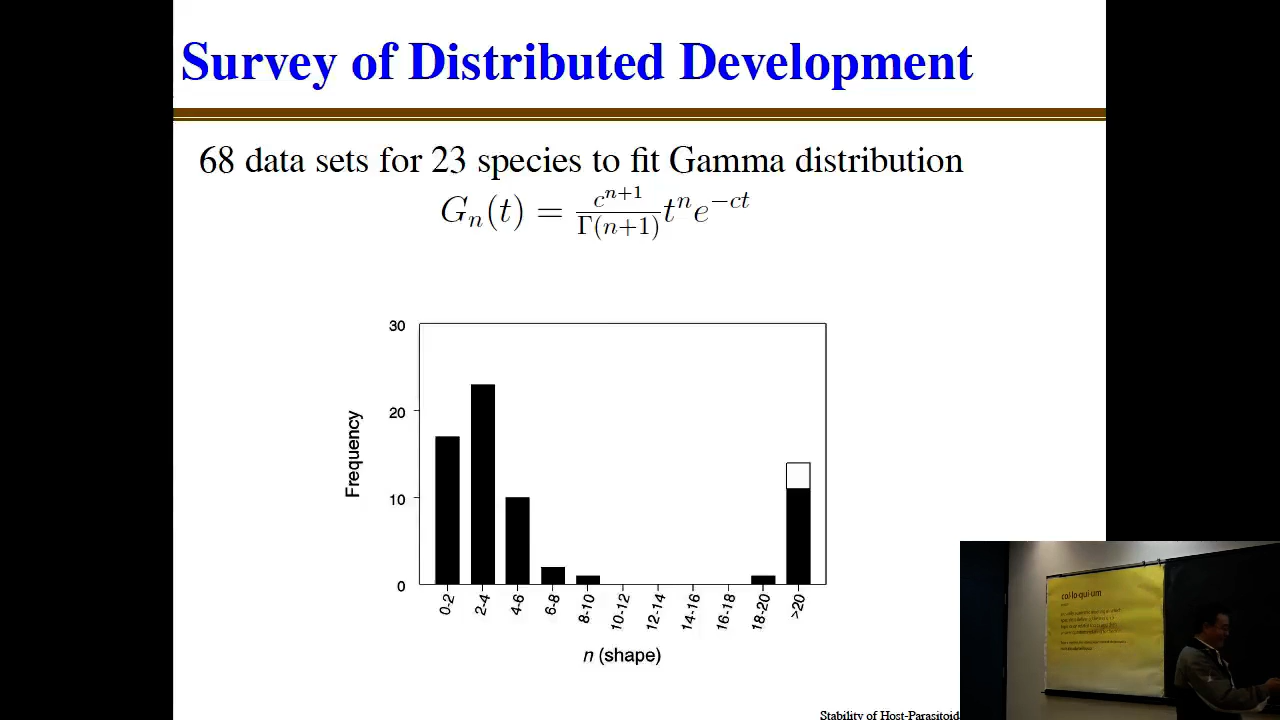 Survey of Distributed Development
68 data sets for 23 species to fit Gamma distribution
G_n(t) = \frac{c^{n+1}}{\Gamma(n+1)} t^n e^{-ct}
30
20
10
0
Frequency
0-2 2-4 4-6 6-8 8-10 10-12 12-14 14-16 16-18 18-20 >20
n (shape)
Stability of Host-Parasitoid
col·lo·qui·um